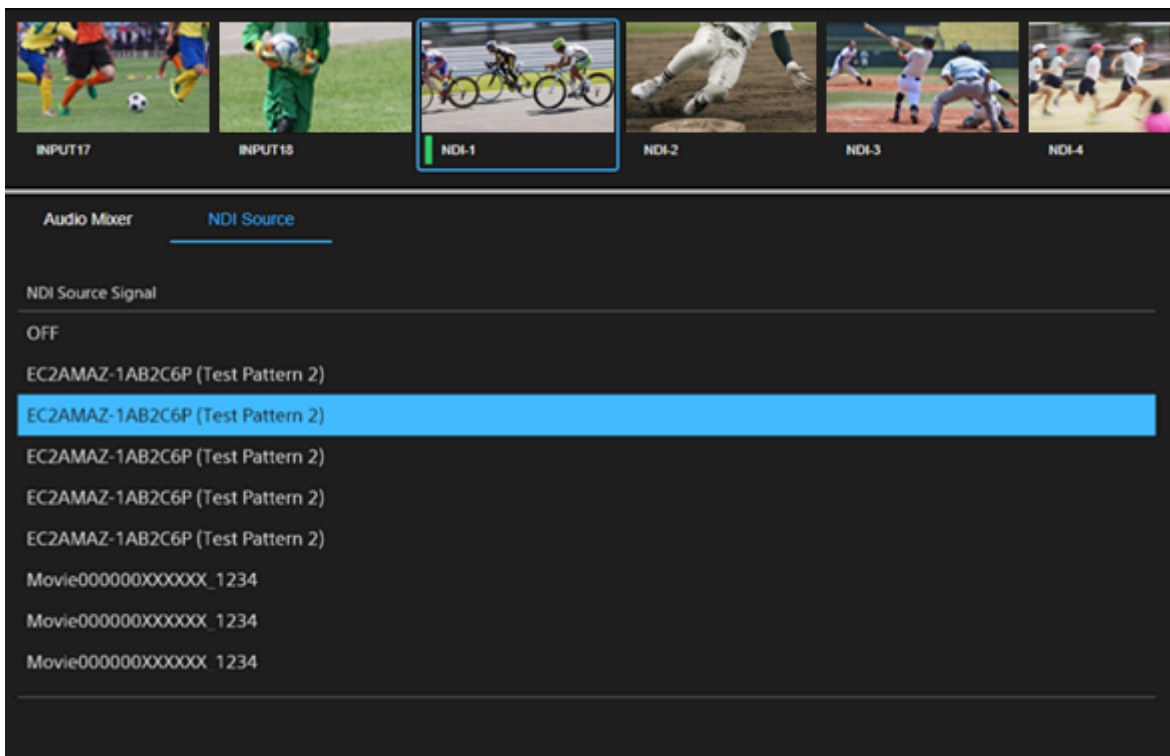 INPUT17
INPUT18
NDI-1
NDI-2
NDI-3
NDI-4
Audio Mixer
NDI Source
NDI Source Signal
OFF
EC2AMAZ-1AB2C6P (Test Pattern 2)
EC2AMAZ-1AB2C6P (Test Pattern 2)
EC2AMAZ-1AB2C6P (Test Pattern 2)
EC2AMAZ-1AB2C6P (Test Pattern 2)
EC2AMAZ-1AB2C6P (Test Pattern 2)
Movie000000XXXXXX_1234
Movie000000XXXXXX_1234
Movie000000XXXXXX_1234